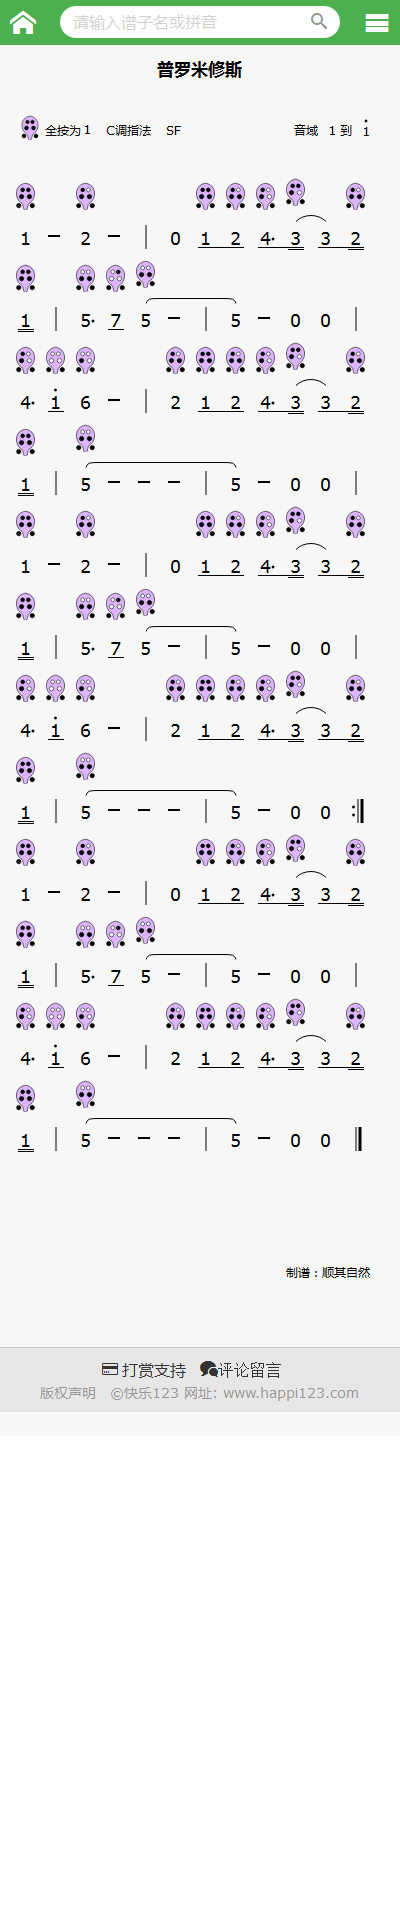 请输入谱子名或拼音
普罗米修斯
全按为 1 C调指法 SF 音域 1 到 1̇
1 - 2 - | 0 1 2 4· 3 3 2
1 | 5· 7 5 - | 5 - 0 0 |
4· 1̇ 6 - | 2 1 2 4· 3 3 2
1 | 5 - - - | 5 - 0 0 |
1 - 2 - | 0 1 2 4· 3 3 2
1 | 5· 7 5 - | 5 - 0 0 |
4· 1̇ 6 - | 2 1 2 4· 3 3 2
1 | 5 - - - | 5 - 0 0 :|
1 - 2 - | 0 1 2 4· 3 3 2
1 | 5· 7 5 - | 5 - 0 0 |
4· 1̇ 6 - | 2 1 2 4· 3 3 2
1 | 5 - - - | 5 - 0 0 ‖
制谱：顺其自然
打赏支持 评论留言
版权声明 ©快乐123 网址: www.happi123.com